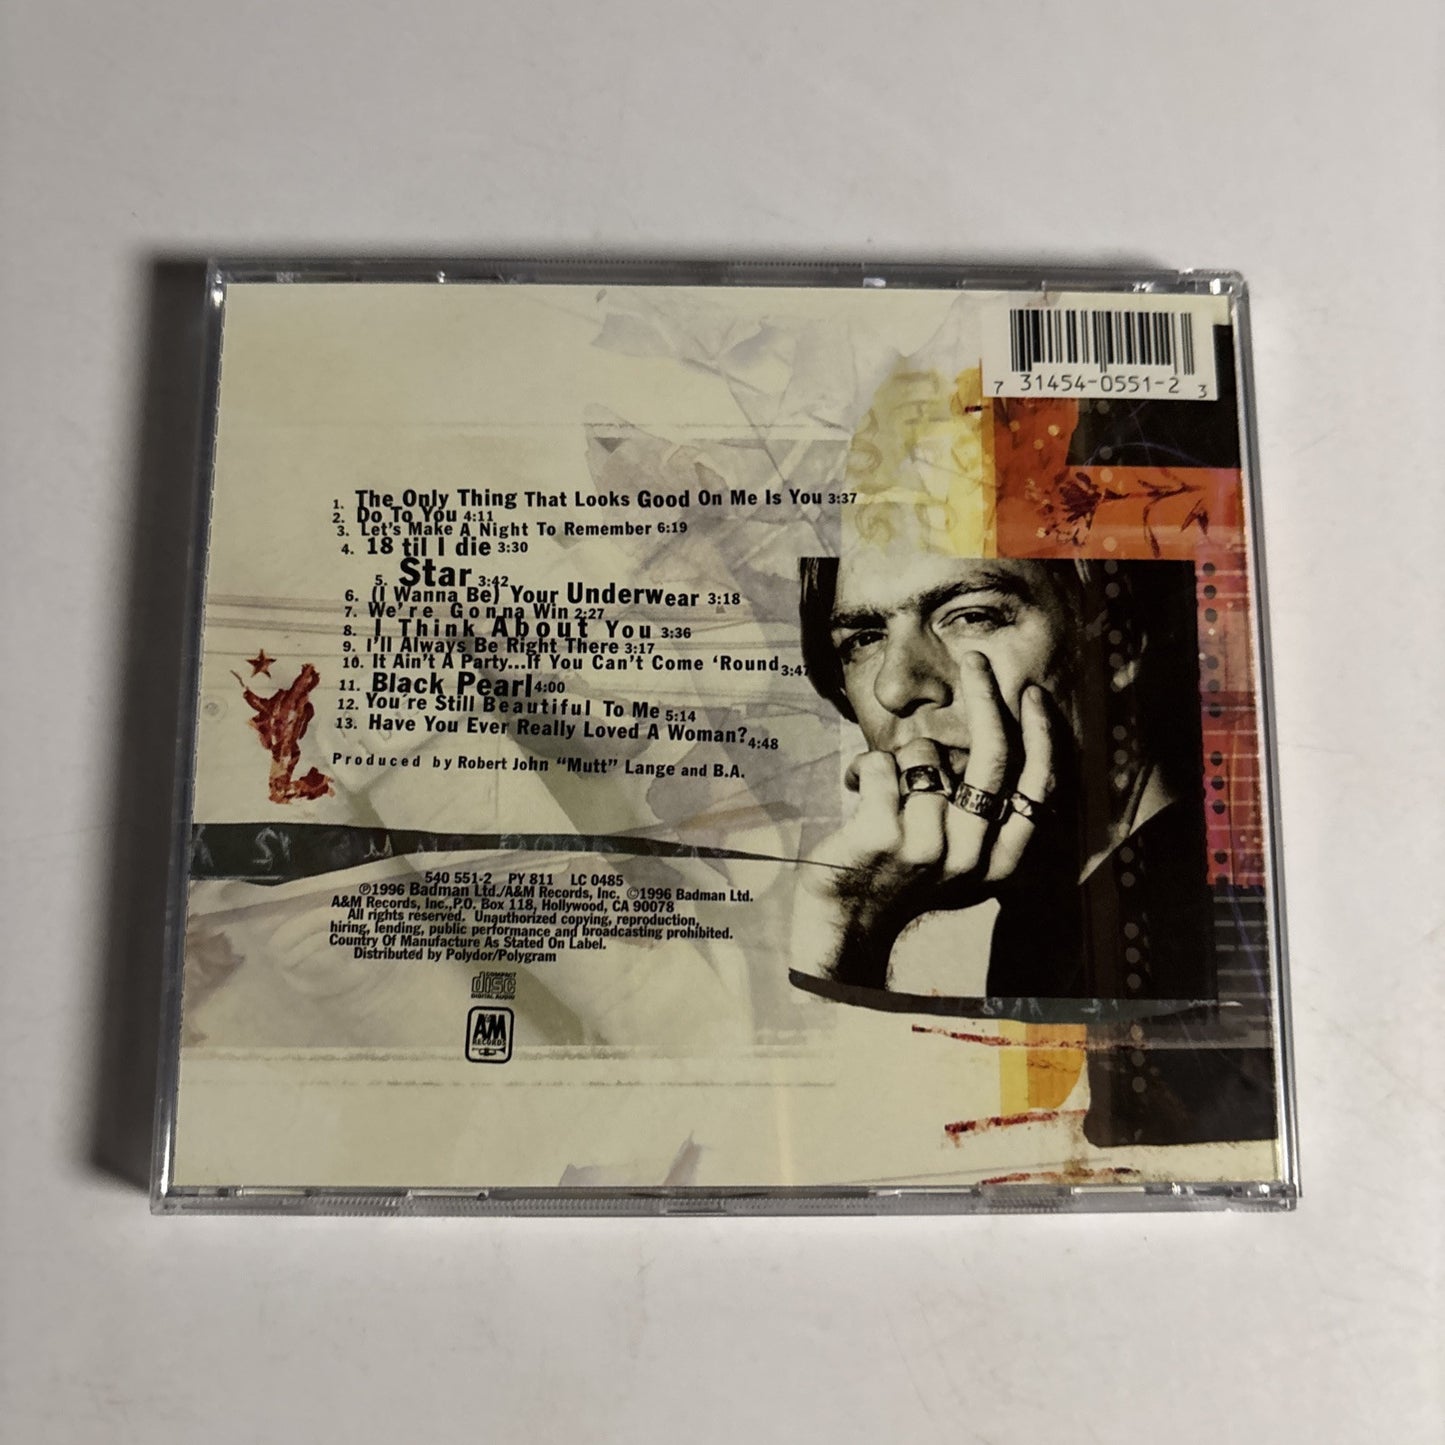 7 31454-0551-2 3
1. The Only Thing That Looks Good On Me Is You 3:37
2. Do To You 4:11
3. Let's Make A Night To Remember 6:19
4. 18 til I die 3:30
5. Star 3:42
6. (I Wanna Be) Your Underwear 3:18
7. We're Gonna Win 2:27
8. I Think About You 3:36
9. I'll Always Be Right There 3:17
10. It Ain't A Party...If You Can't Come 'Round 3:47
11. Black Pearl 4:00
12. You're Still Beautiful To Me 5:14
13. Have You Ever Really Loved A Woman? 4:48
Produced by Robert John "Mutt" Lange and B.A.
540 551-2 PY 811 LC 0485
℗1996 Badman Ltd./A&M Records, Inc. ©1996 Badman Ltd.
A&M Records, Inc.,P.O. Box 118, Hollywood, CA 90078
All rights reserved. Unauthorized copying, reproduction,
hiring, lending, public performance and broadcasting prohibited.
Country Of Manufacture As Stated On Label.
Distributed by Polydor/Polygram
COMPACT
disc
DIGITAL AUDIO
A&M
RECORDS